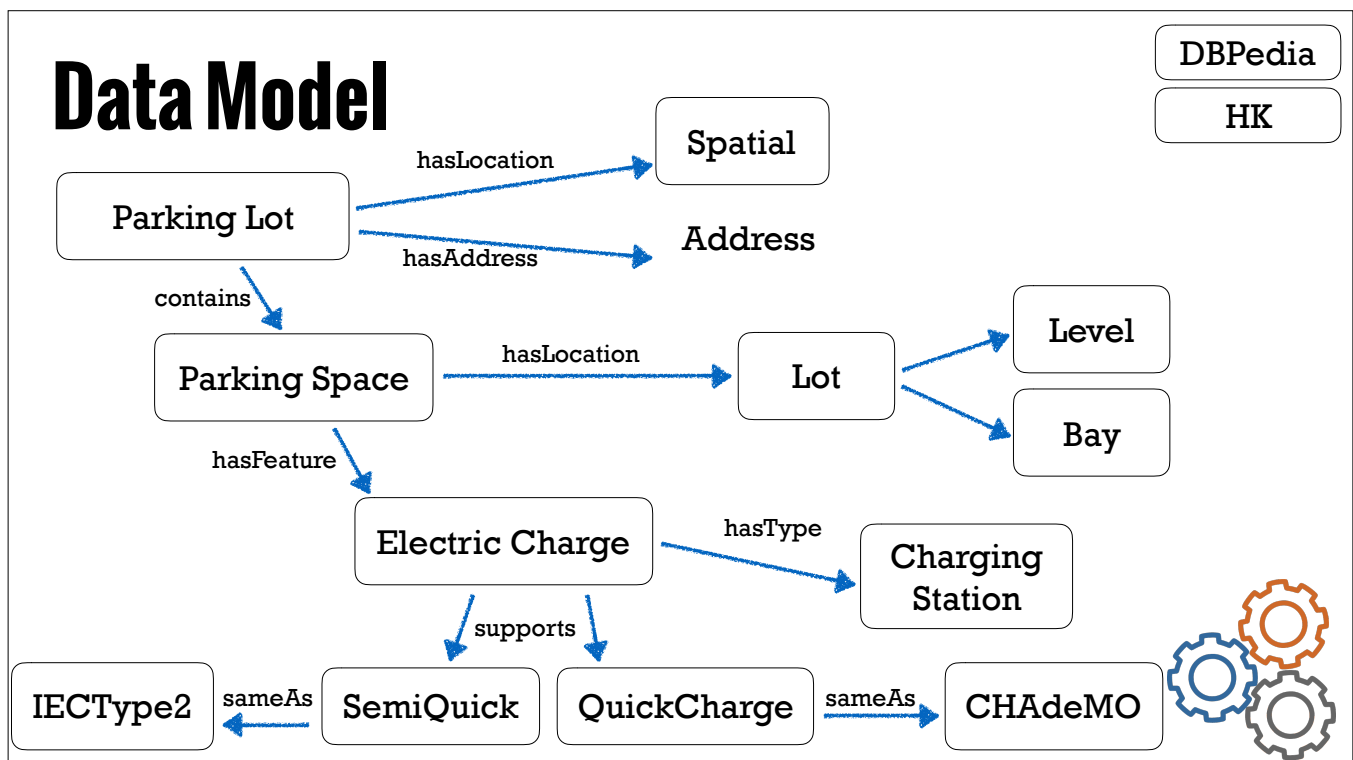 Data Model
DBPedia
HK
Spatial
hasLocation
Parking Lot
hasAddress
Address
contains
Parking Space
hasLocation
Lot
Level
Bay
hasFeature
Electric Charge
hasType
Charging
Station
supports
IECType2
sameAs
SemiQuick
QuickCharge
sameAs
CHAdeMO